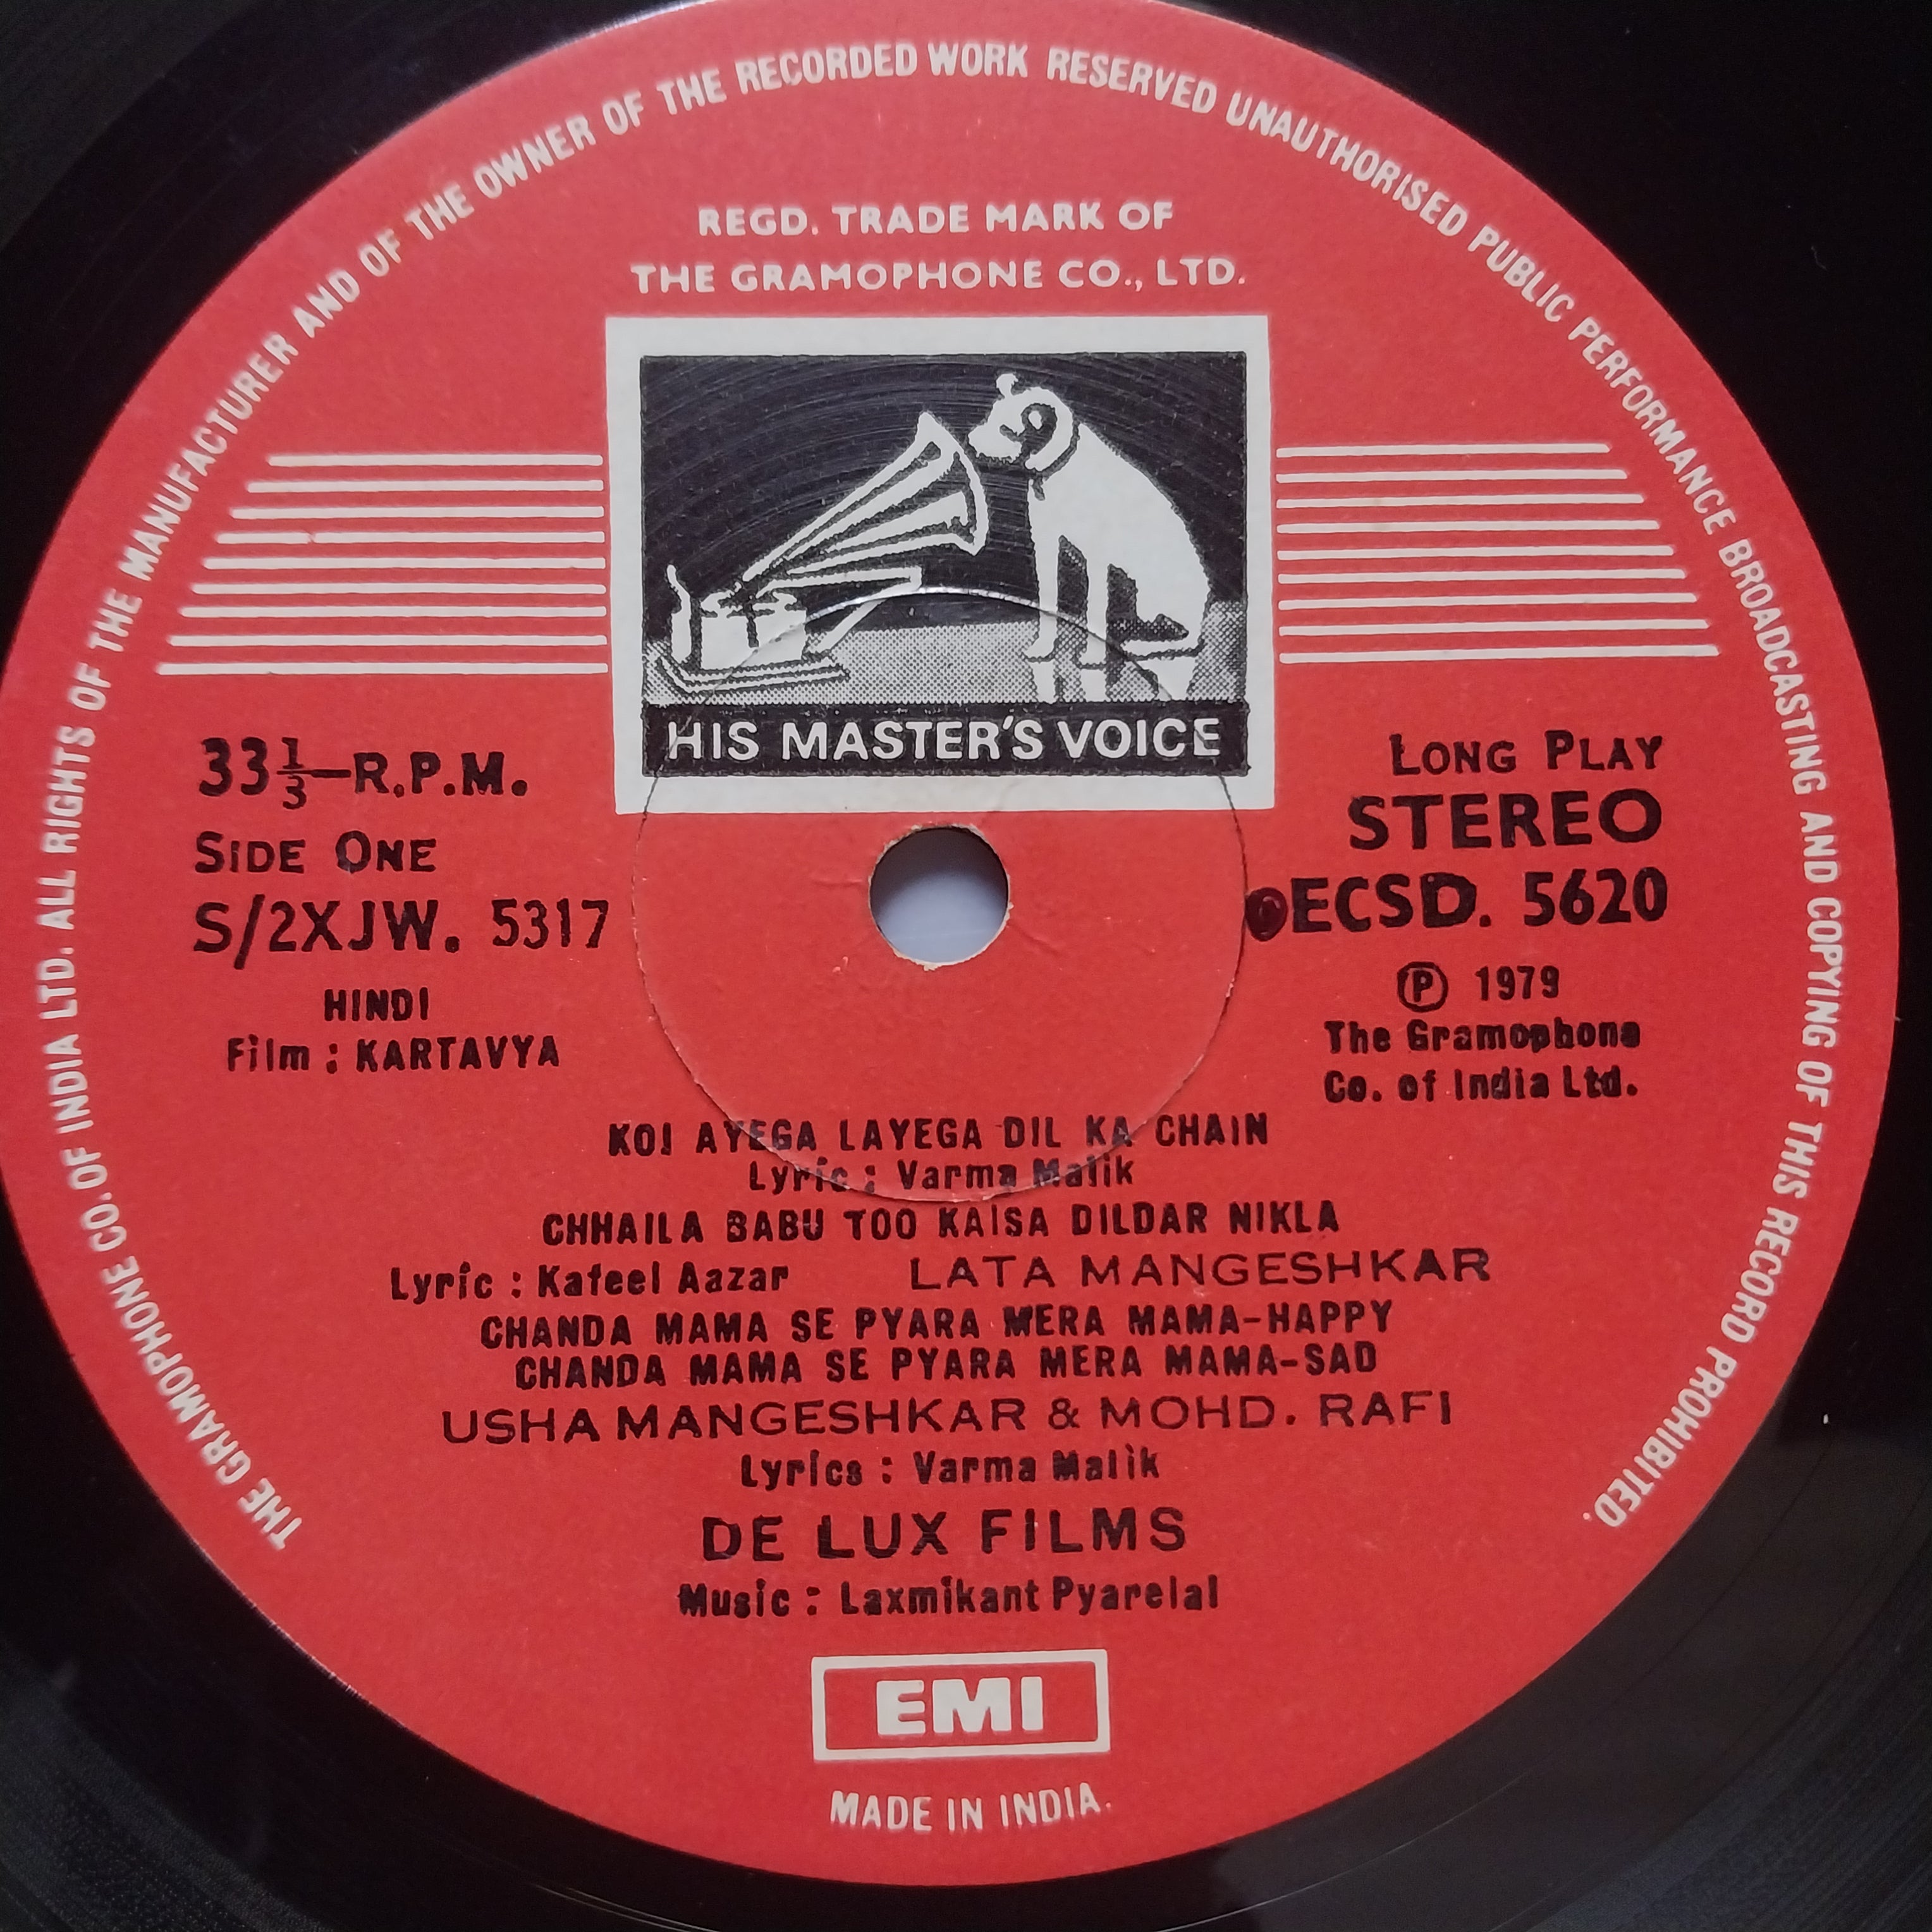 THE GRAMOPHONE CO. OF INDIA LTD. ALL RIGHTS OF THE MANUFACTURER AND OF THE OWNER OF THE RECORDED WORK RESERVED UNAUTHORISED PUBLIC PERFORMANCE BROADCASTING AND COPYING OF THIS RECORD PROHIBITED.
REGD. TRADE MARK OF
THE GRAMOPHONE CO., LTD.
HIS MASTER'S VOICE
33⅓-R.P.M.
SIDE ONE
S/2XJW. 5317
HINDI
Film : KARTAVYA
LONG PLAY
STEREO
ECSD. 5620
Ⓟ 1979
The Gramophone
Co. of India Ltd.
KOI AYEGA LAYEGA DIL KA CHAIN
Lyric : Varma Malik
CHHAILA BABU TOO KAISA DILDAR NIKLA
Lyric : Kafeel Aazar LATA MANGESHKAR
CHANDA MAMA SE PYARA MERA MAMA-HAPPY
CHANDA MAMA SE PYARA MERA MAMA-SAD
USHA MANGESHKAR & MOHD. RAFI
Lyrics : Varma Malik
DE LUX FILMS
Music : Laxmikant Pyarelal
EMI
MADE IN INDIA.